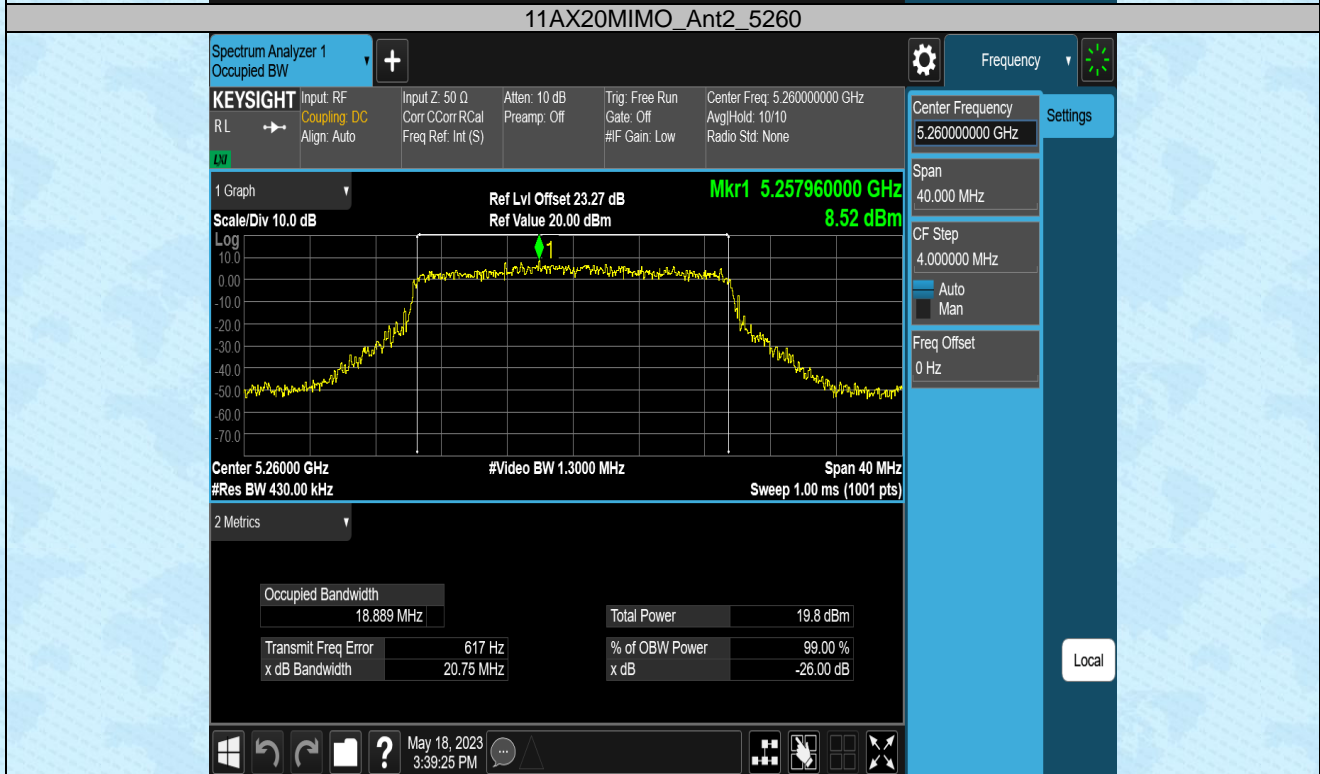 11AX20MIMO_Ant2_5260
Spectrum Analyzer 1
Occupied BW
Frequency
KEYSIGHT
R L
LXI
Input: RF
Coupling: DC
Align: Auto
Input Z: 50 Ω
Corr CCorr RCal
Freq Ref: Int (S)
Atten: 10 dB
Preamp: Off
Trig: Free Run
Gate: Off
#IF Gain: Low
Center Freq: 5.260000000 GHz
Avg|Hold: 10/10
Radio Std: None
Center Frequency
5.260000000 GHz
Settings
Span
40.000 MHz
CF Step
4.000000 MHz
Auto
Man
Freq Offset
0 Hz
Local
1 Graph
Scale/Div 10.0 dB
Ref Lvl Offset 23.27 dB
Ref Value 20.00 dBm
Mkr1 5.257960000 GHz
8.52 dBm
Log
10.0
0.00
-10.0
-20.0
-30.0
-40.0
-50.0
-60.0
-70.0
1
Center 5.26000 GHz
#Video BW 1.3000 MHz
Span 40 MHz
#Res BW 430.00 kHz
Sweep 1.00 ms (1001 pts)
2 Metrics
Occupied Bandwidth
18.889 MHz
Total Power 19.8 dBm
Transmit Freq Error 617 Hz
% of OBW Power 99.00 %
x dB Bandwidth 20.75 MHz
x dB -26.00 dB
?
May 18, 2023
3:39:25 PM